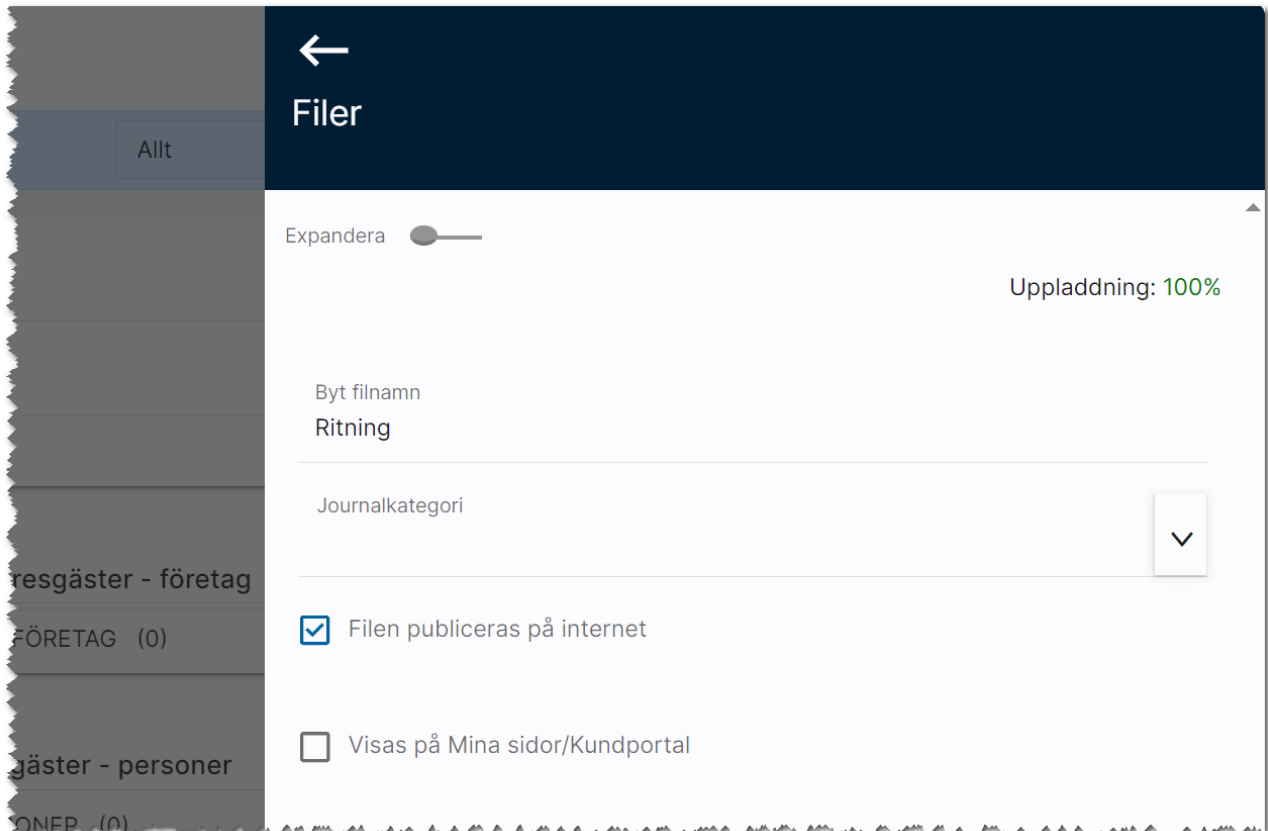 Filer
Allt
Expandera
Uppladdning: 100%
Byt filnamn
Ritning
Journalkategori
resgäster - företag
Filen publiceras på internet
FÖRETAG (0)
Visas på Mina sidor/Kundportal
gäster - personer
(0)